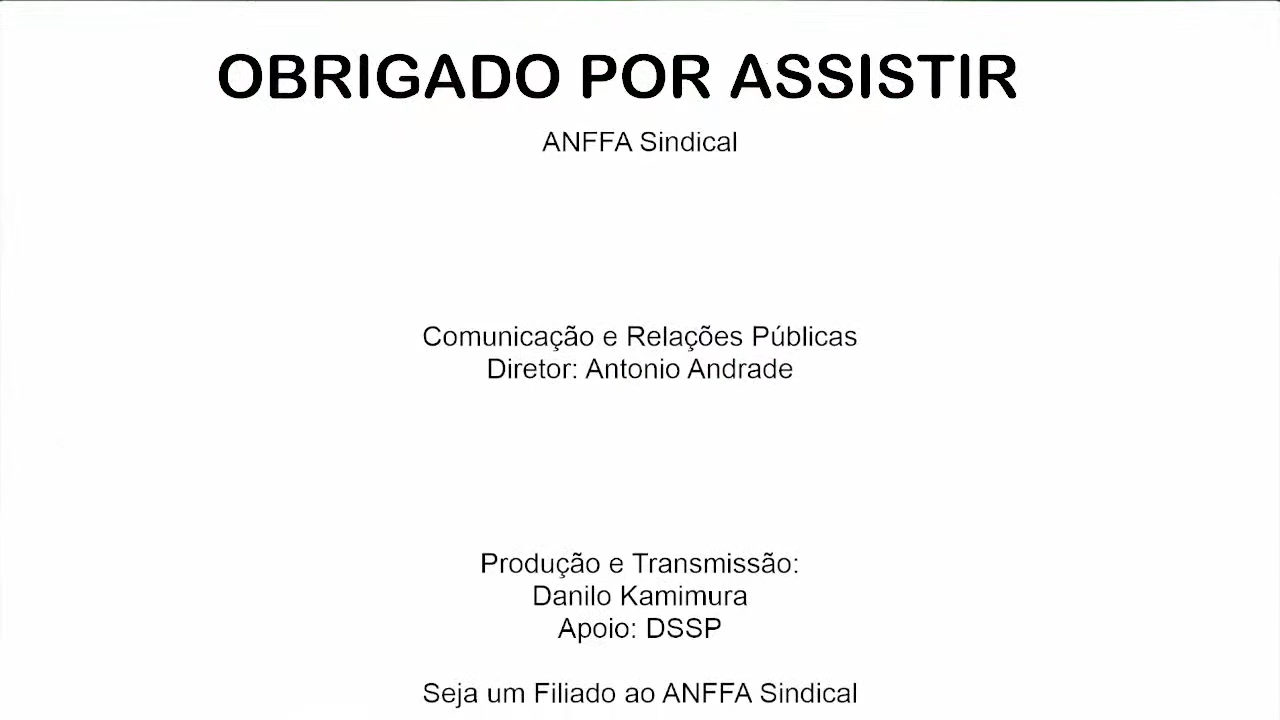 OBRIGADO POR ASSISTIR
ANFFA Sindical
Comunicação e Relações Públicas
Diretor: Antonio Andrade
Produção e Transmissão:
Danilo Kamimura
Apoio: DSSP
Seja um Filiado ao ANFFA Sindical